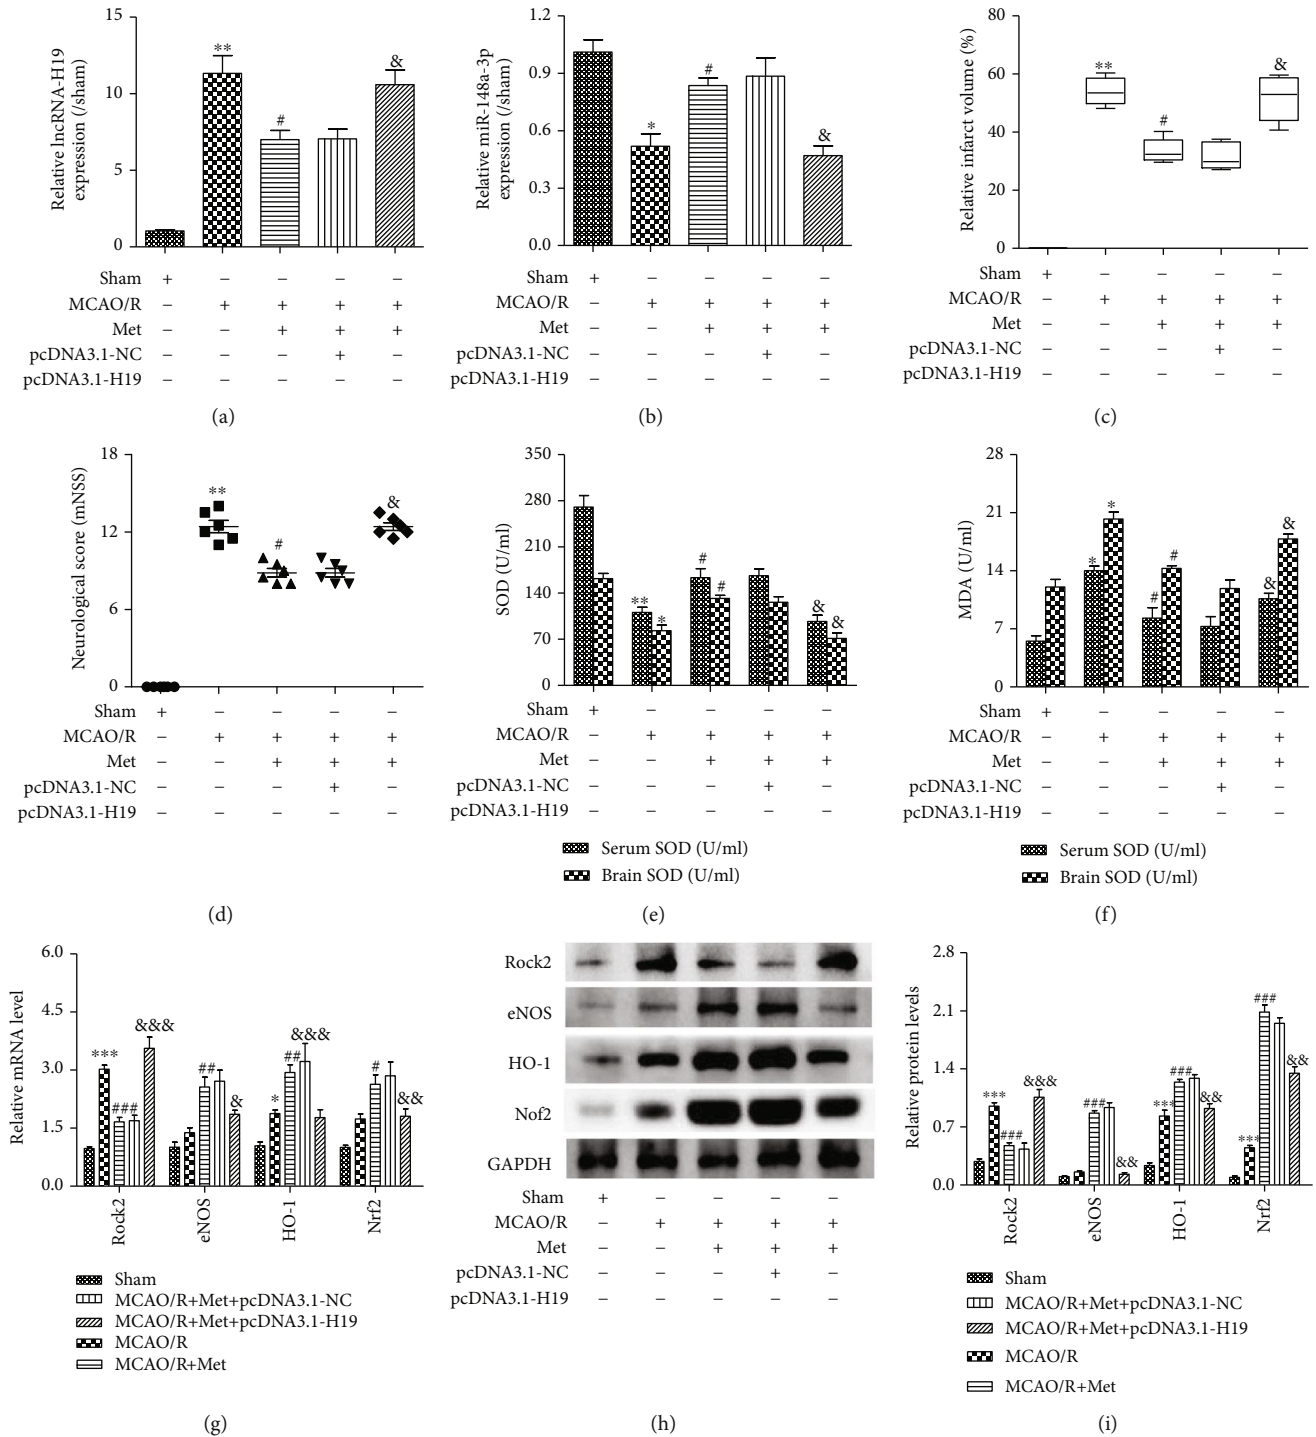 Relative lncRNA-H19
expression (/sham)
15
10
5
0
**
#
&
Sham + − − − −
MCAO/R − + + + +
Met − − + + +
pcDNA3.1-NC − − − + −
pcDNA3.1-H19 − − − − −
(a)
Relative miR-148a-3p
expression (/sham)
1.2
0.9
0.6
0.3
0.0
*
#
&
Sham + − − − −
MCAO/R − + + + +
Met − − + + +
pcDNA3.1-NC − − − + −
pcDNA3.1-H19 − − − − −
(b)
Relative infarct volume (%)
80
60
40
20
0
**
#
&
Sham + − − − −
MCAO/R − + + + +
Met − − + + +
pcDNA3.1-NC − − − + −
pcDNA3.1-H19 − − − − −
(c)
Neurological score (mNSS)
18
12
6
0
**
#
&
Sham + − − − −
MCAO/R − + + + +
Met − − + + +
pcDNA3.1-NC − − − + −
pcDNA3.1-H19 − − − − −
(d)
SOD (U/ml)
350
280
210
140
70
0
**
*
#
#
&
&
Sham + − − − −
MCAO/R − + + + +
Met − − + + +
pcDNA3.1-NC − − − + −
pcDNA3.1-H19 − − − − −
Serum SOD (U/ml)
Brain SOD (U/ml)
(e)
MDA (U/ml)
28
21
14
7
0
*
*
#
#
&
&
Sham + − − − −
MCAO/R − + + + +
Met − − + + +
pcDNA3.1-NC − − − + −
pcDNA3.1-H19 − − − − −
Serum SOD (U/ml)
Brain SOD (U/ml)
(f)
Relative mRNA level
6.0
4.5
3.0
1.5
0.0
***
###
&&&
##
&
*
##
&&&
#
&&
Rock2
eNOS
HO-1
Nrf2
Sham
MCAO/R+Met+pcDNA3.1-NC
MCAO/R+Met+pcDNA3.1-H19
MCAO/R
MCAO/R+Met
(g)
Rock2
eNOS
HO-1
Nof2
GAPDH
Sham + − − − −
MCAO/R − + + + +
Met − − + + +
pcDNA3.1-NC − − − + −
pcDNA3.1-H19 − − − − −
(h)
Relative protein levels
2.8
2.1
1.4
0.7
0.0
***
###
&&&
###
&&
***
###
&&
***
###
&&
Rock2
eNOS
HO-1
Nrf2
Sham
MCAO/R+Met+pcDNA3.1-NC
MCAO/R+Met+pcDNA3.1-H19
MCAO/R
MCAO/R+Met
(i)